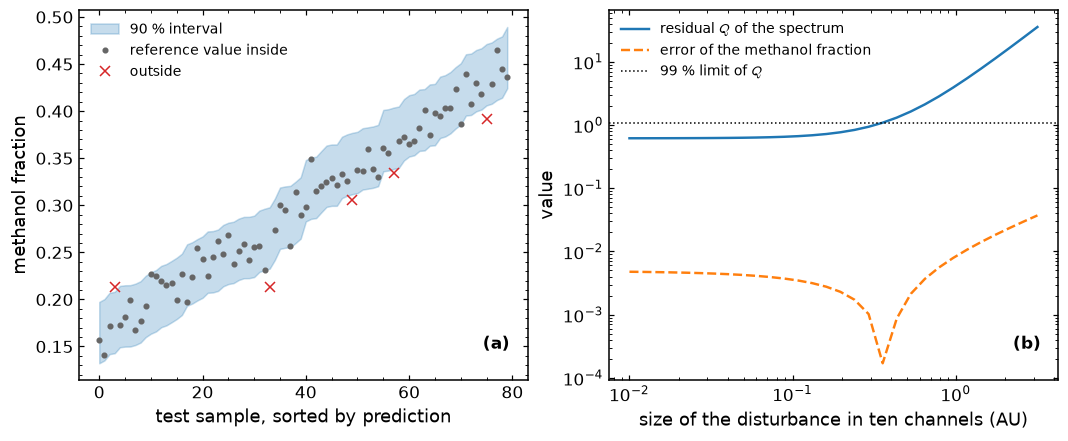 90 % interval
reference value inside
outside
0.50
0.45
0.40
0.35
0.30
0.25
0.20
0.15
methanol fraction
0
20
40
60
80
test sample, sorted by prediction
(a)
residual Q of the spectrum
error of the methanol fraction
99 % limit of Q
10¹
10⁰
10⁻¹
10⁻²
10⁻³
10⁻⁴
value
10⁻²
10⁻¹
10⁰
size of the disturbance in ten channels (AU)
(b)